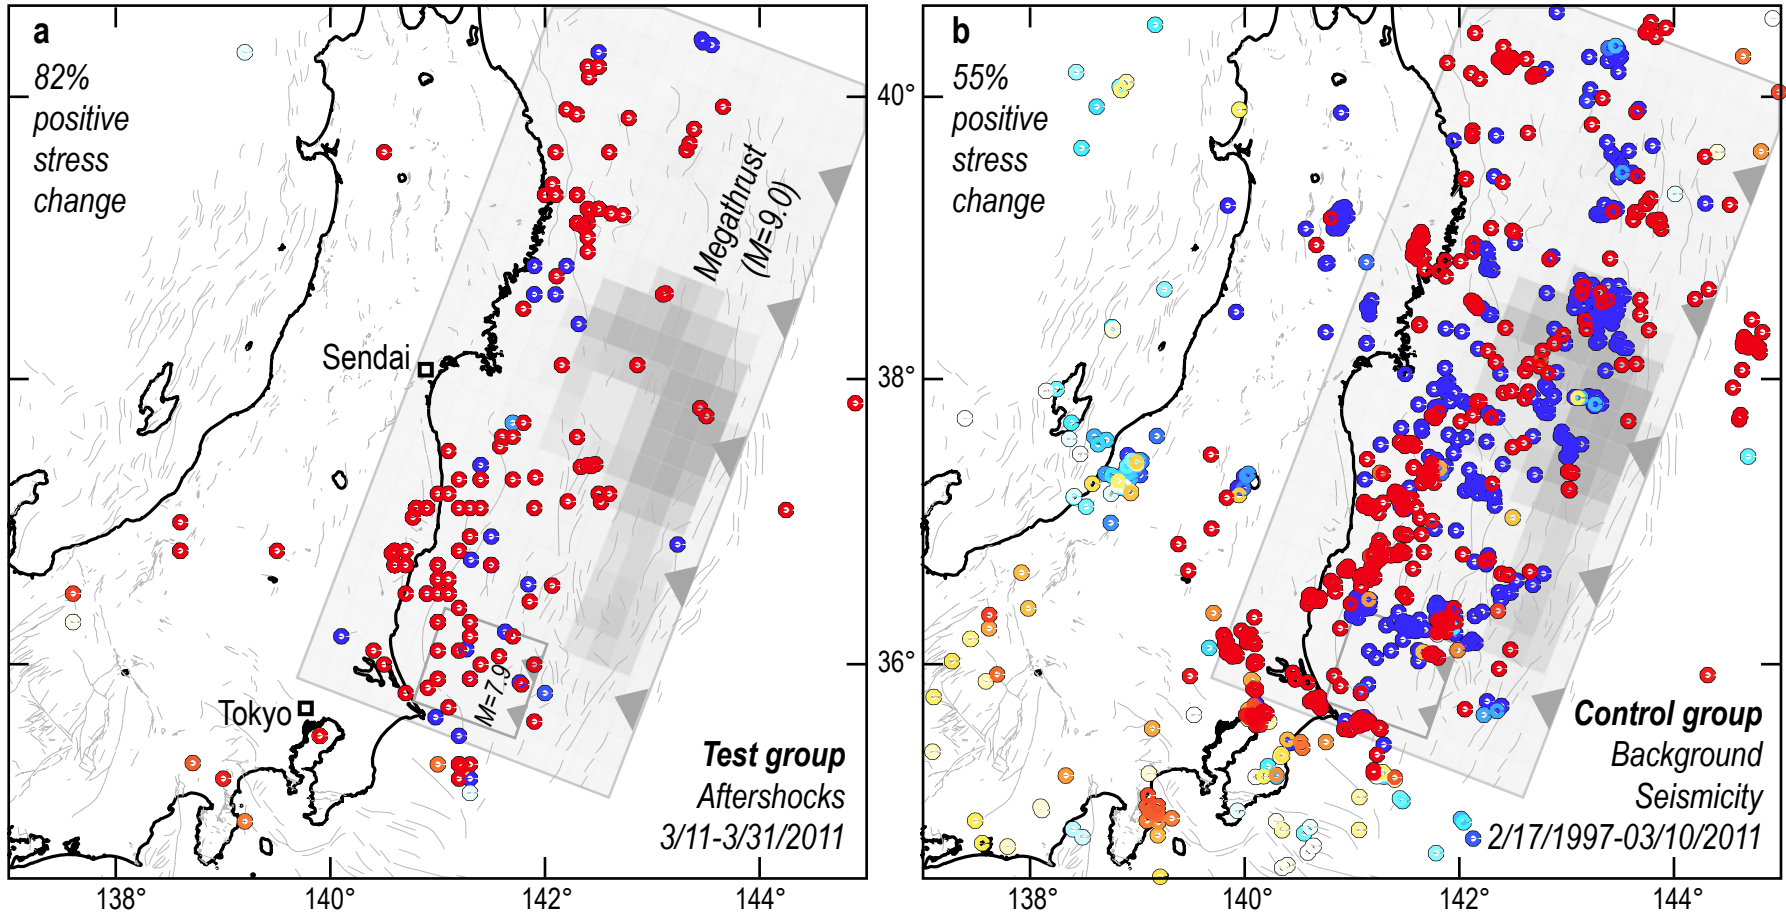 a
82%
positive
stress
change
Megathrust
(M=9.0)
Sendai
Tokyo
M=7.9
Test group
Aftershocks
3/11-3/31/2011
138°
140°
142°
144°
b
55%
positive
stress
change
40°
38°
36°
Control group
Background
Seismicity
2/17/1997-03/10/2011
138°
140°
142°
144°